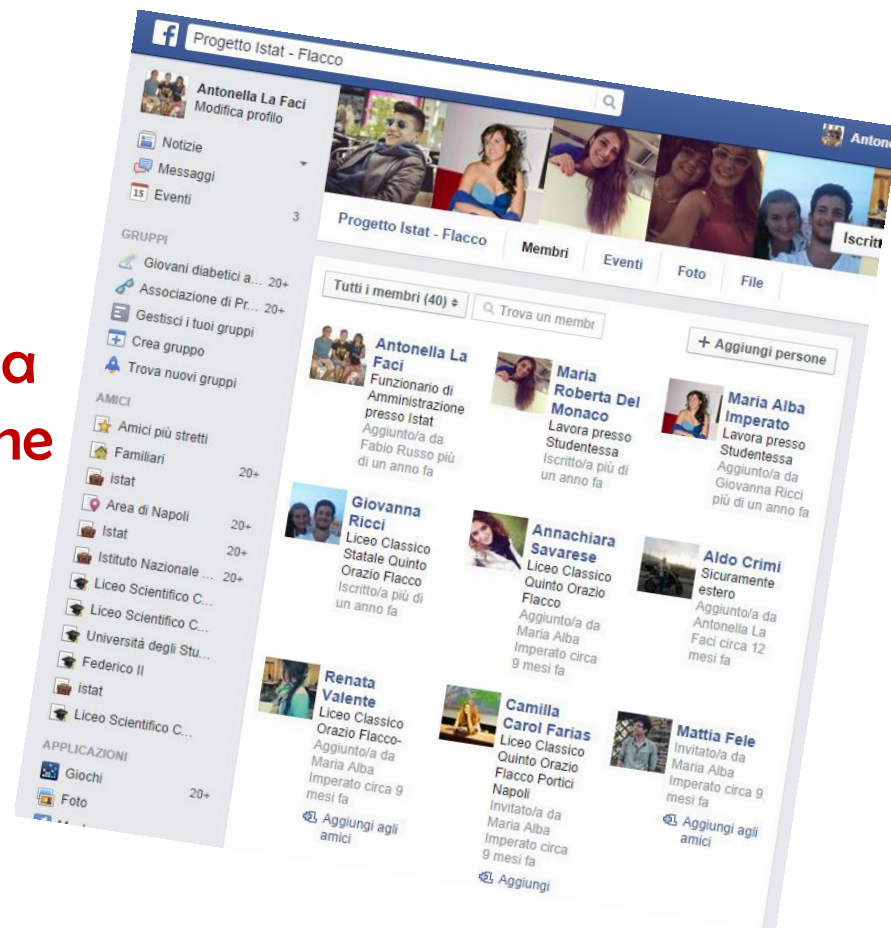 Progetto Istat - Flacco
Antonella La Faci
Modifica profilo
Notizie
Messaggi
15 Eventi
3
GRUPPI
Giovani diabetici a... 20+
Associazione di Pr... 20+
Gestisci i tuoi gruppi
Crea gruppo
Trova nuovi gruppi
AMICI
Amici più stretti
Familiari
istat 20+
Area di Napoli
Istat 20+
Istituto Nazionale ... 20+
Liceo Scientifico C... 20+
Liceo Scientifico C...
Università degli Stu...
Federico II
istat
Liceo Scientifico C...
APPLICAZIONI
Giochi
Foto 20+
a
ne
Progetto Istat - Flacco
Membri
Eventi
Foto
File
Tutti i membri (40)
Trova un membr
+ Aggiungi persone
Antonella La
Faci
Funzionario di
Amministrazione
presso Istat
Aggiunto/a da
Fabio Russo più
di un anno fa
Maria
Roberta Del
Monaco
Lavora presso
Studentessa
Iscritto/a più di
un anno fa
Maria Alba
Imperato
Lavora presso
Studentessa
Aggiunto/a da
Giovanna Ricci
più di un anno fa
Giovanna
Ricci
Liceo Classico
Statale Quinto
Orazio Flacco
Iscritto/a più di
un anno fa
Annachiara
Savarese
Liceo Classico
Quinto Orazio
Flacco
Aggiunto/a da
Maria Alba
Imperato circa
9 mesi fa
Aldo Crimi
Sicuramente
estero
Aggiunto/a da
Antonella La
Faci circa 12
mesi fa
Renata
Valente
Liceo Classico
Orazio Flacco-
Aggiunto/a da
Maria Alba
Imperato circa 9
mesi fa
Aggiungi agli
amici
Camilla
Carol Farias
Liceo Classico
Quinto Orazio
Flacco Portici
Napoli
Invitato/a da
Maria Alba
Imperato circa
9 mesi fa
Aggiungi
Mattia Fele
Invitato/a da
Maria Alba
Imperato circa 9
mesi fa
Aggiungi agli
amici